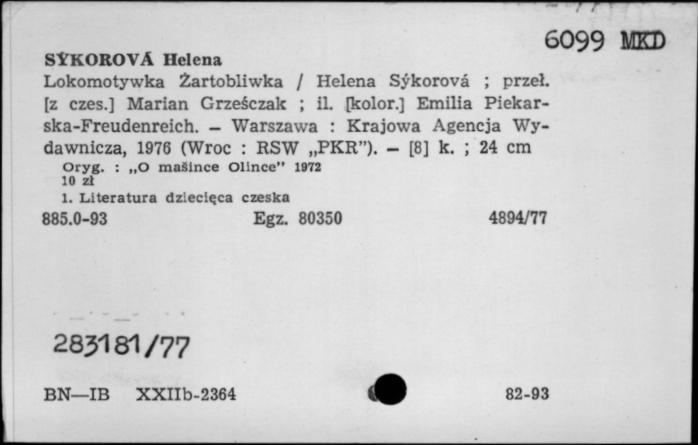 6099 MKD
SÝKOROVÁ Helena
Lokomotywka Żartobliwka / Helena Sýkorová ; przeł.
[z czes.] Marian Grześczak ; il. [kolor.] Emilia Piekar-
ska-Freudenreich. — Warszawa : Krajowa Agencja Wy-
dawnicza, 1976 (Wroc : RSW „PKR”). — [8] k. ; 24 cm
Oryg. : „O mašince Olince” 1972
10 zł
1. Literatura dziecięca czeska
885.0-93 Egz. 80350 4894/77
283181/77
BN—IB XXIIb-2364 82-93